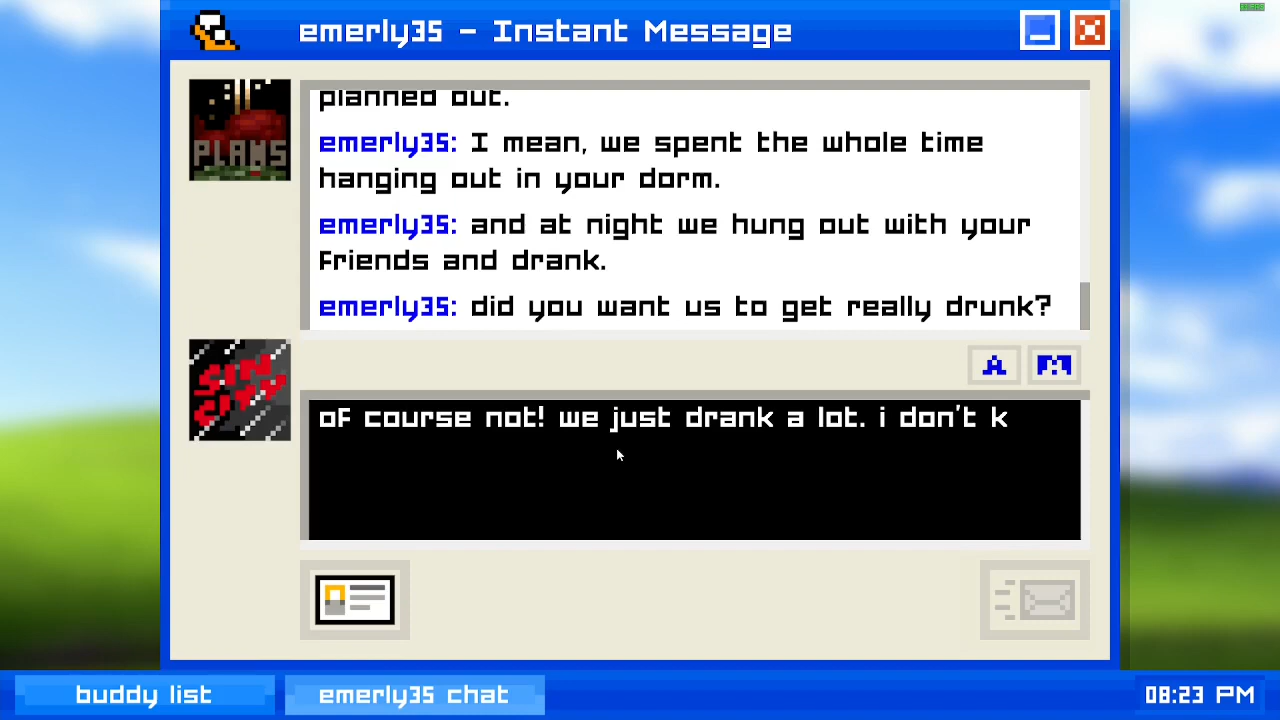 emerly35 - Instant Message
planned out.
emerly35: I mean, we spent the whole time
hanging out in your dorm.
emerly35: and at night we hung out with your
friends and drank.
emerly35: did you want us to get really drunk?
PLANS
SIN
CITY
A
of course not! we just drank a lot. i don't k
buddy list
emerly35 chat
08:23 PM